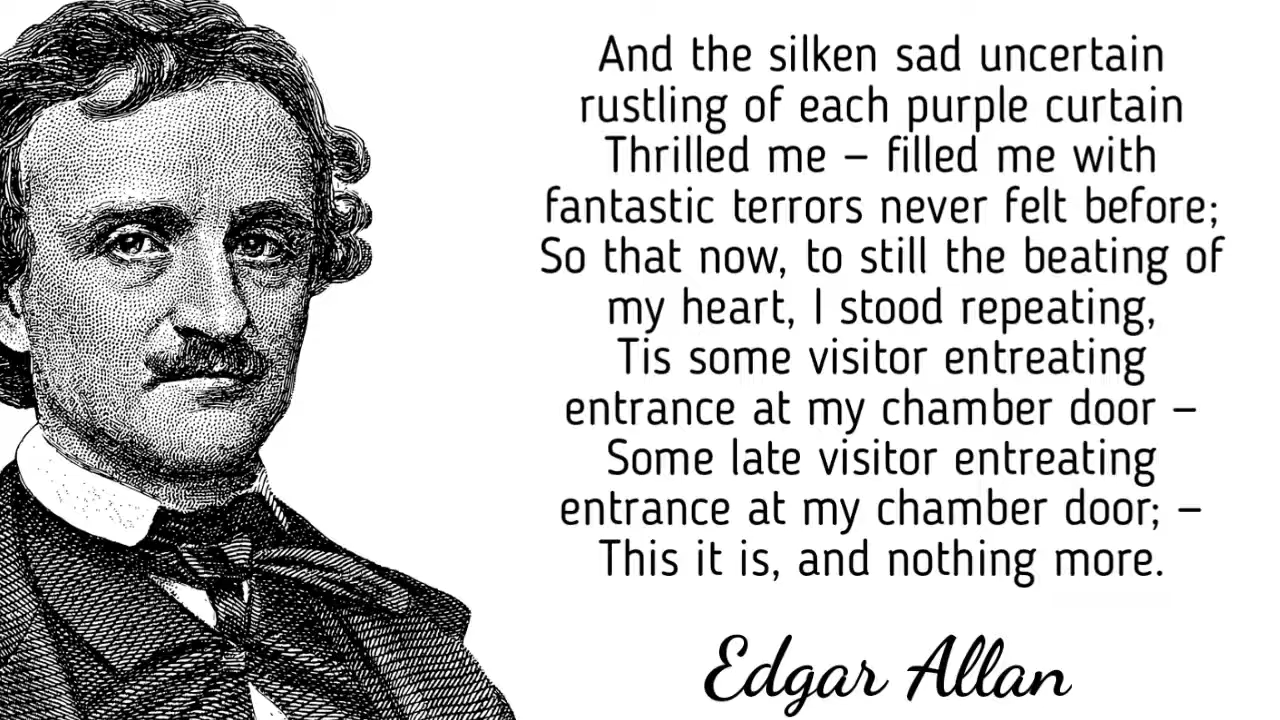 And the silken sad uncertain
rustling of each purple curtain
Thrilled me – filled me with
fantastic terrors never felt before;
So that now, to still the beating of
my heart, I stood repeating,
Tis some visitor entreating
entrance at my chamber door –
Some late visitor entreating
entrance at my chamber door; –
This it is, and nothing more.
Edgar Allan